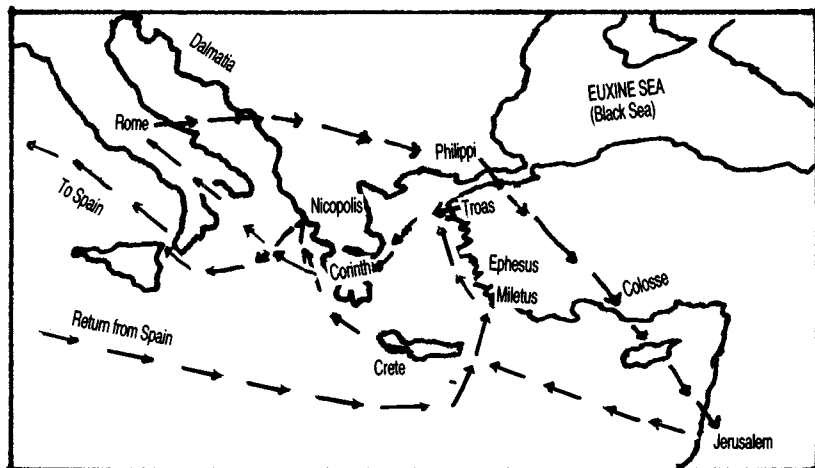 Dalmatia
EUXINE SEA
(Black Sea)
Rome
Philippi
To Spain
Nicopolis
Troas
Corinth
Ephesus
Colosse
Miletus
Return from Spain
Crete
Jerusalem